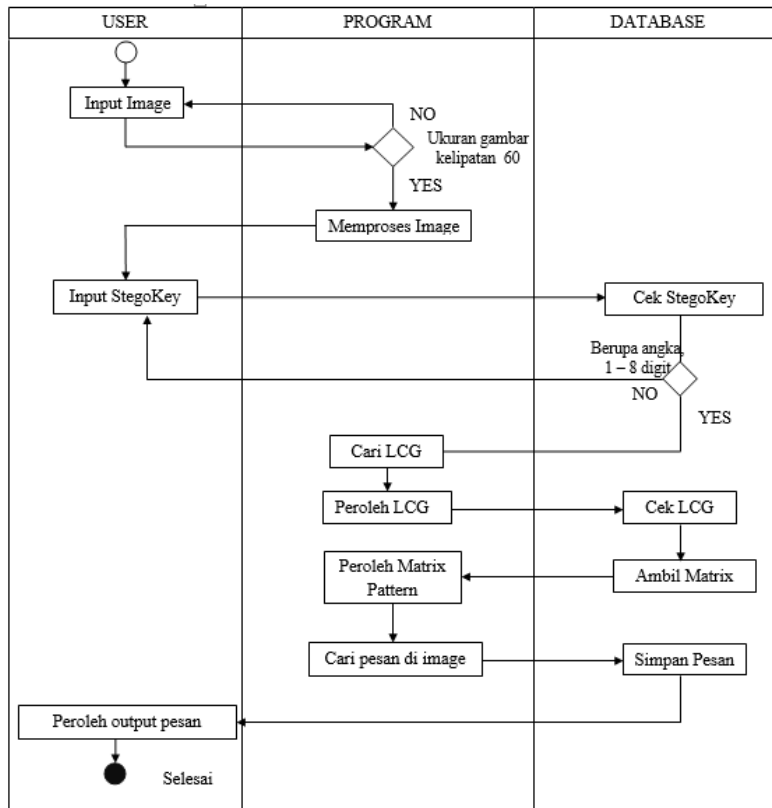 USER
PROGRAM
DATABASE
Input Image
NO
Ukuran gambar
kelipatan 60
YES
Memproses Image
Input StegoKey
Cek StegoKey
Berupa angka,
1 – 8 digit
NO
YES
Cari LCG
Peroleh LCG
Cek LCG
Peroleh Matrix
Pattern
Ambil Matrix
Cari pesan di image
Simpan Pesan
Peroleh output pesan
Selesai